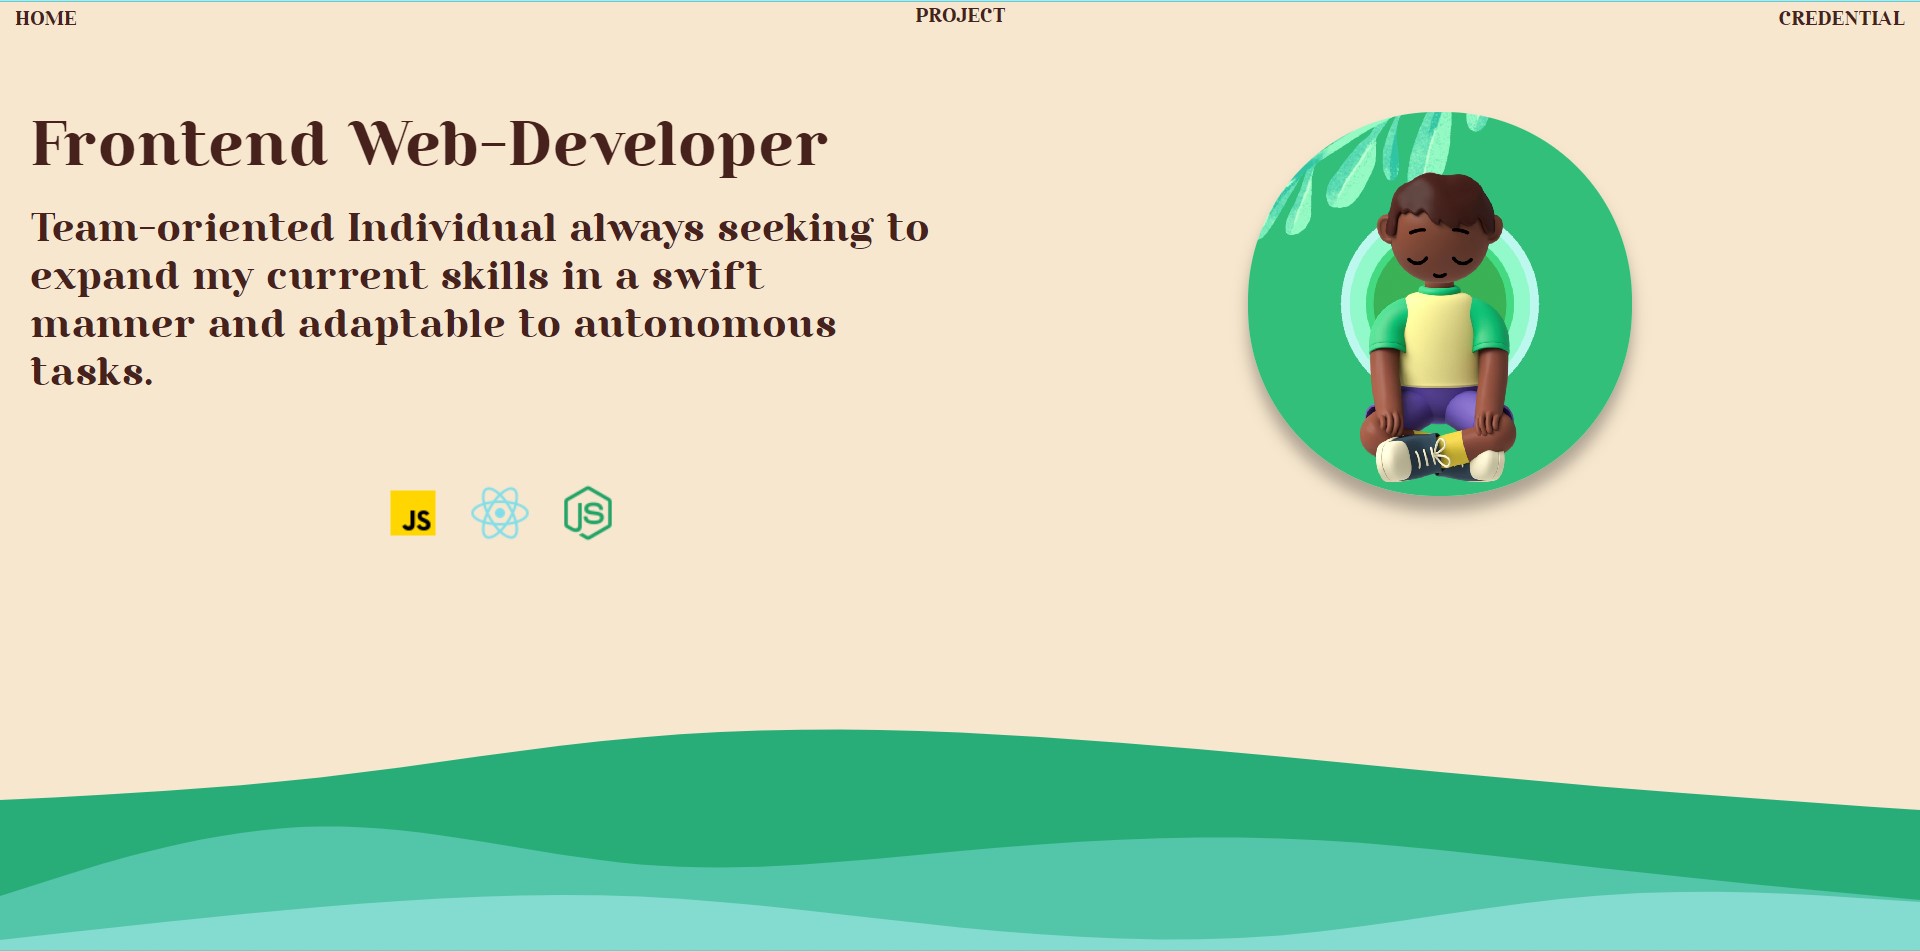 HOME PROJECT CREDENTIAL
Frontend Web-Developer
Team-oriented Individual always seeking to
expand my current skills in a swift
manner and adaptable to autonomous
tasks.
JS JS